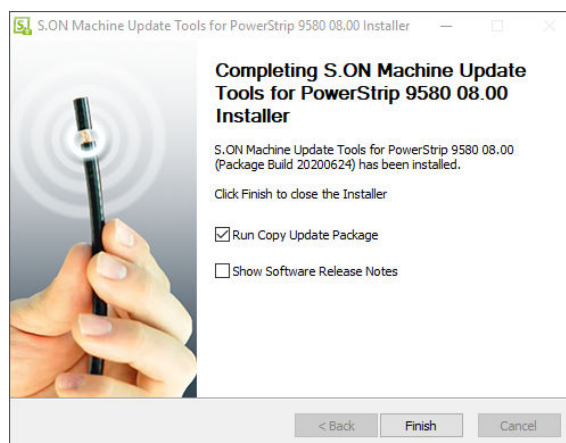 S.ON Machine Update Tools for PowerStrip 9580 08.00 Installer
Completing S.ON Machine Update
Tools for PowerStrip 9580 08.00
Installer
S.ON Machine Update Tools for PowerStrip 9580 08.00
(Package Build 20200624) has been installed.
Click Finish to close the Installer
Run Copy Update Package
Show Software Release Notes
< Back
Finish
Cancel